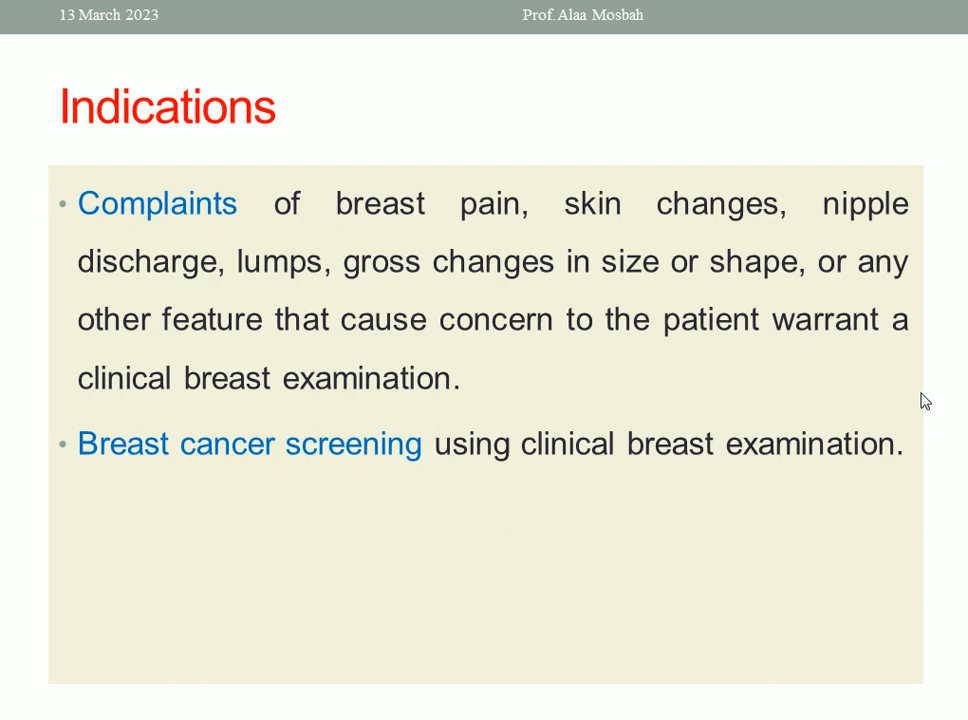 13 March 2023 Prof. Alaa Mosbah
Indications
• Complaints of breast pain, skin changes, nipple
discharge, lumps, gross changes in size or shape, or any
other feature that cause concern to the patient warrant a
clinical breast examination.
• Breast cancer screening using clinical breast examination.